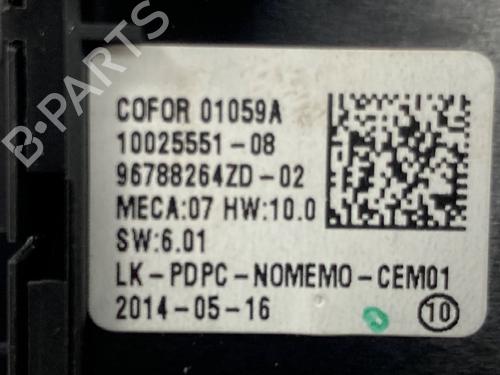 COFOR 01059A
10025551-08
96788264ZD-02
MECA:07 HW:10.0
SW:6.01
LK-PDPC-NOMEMO-CEM01
2014-05-16
10
B-PARTS